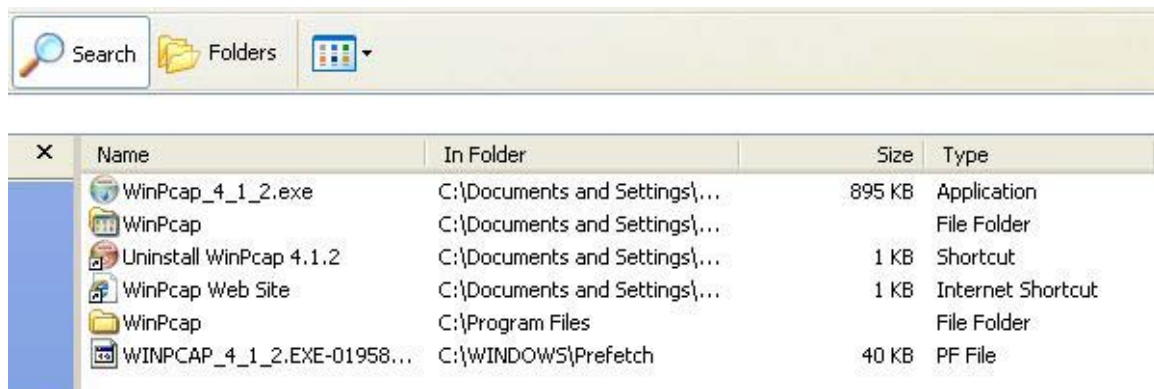 Search Folders
Name In Folder Size Type
WinPcap_4_1_2.exe C:\Documents and Settings\... 895 KB Application
WinPcap C:\Documents and Settings\... File Folder
Uninstall WinPcap 4.1.2 C:\Documents and Settings\... 1 KB Shortcut
WinPcap Web Site C:\Documents and Settings\... 1 KB Internet Shortcut
WinPcap C:\Program Files File Folder
WINPCAP_4_1_2.EXE-01958... C:\WINDOWS\Prefetch 40 KB PF File